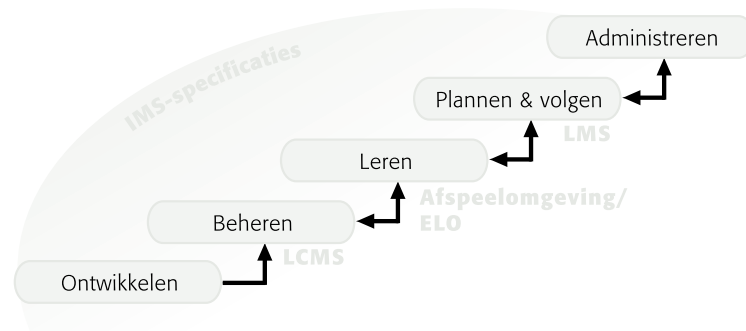 Administreren
IMS-specificaties
Plannen & volgen
LMS
Leren
Afspeelomgeving/
ELO
Beheren
LCMS
Ontwikkelen